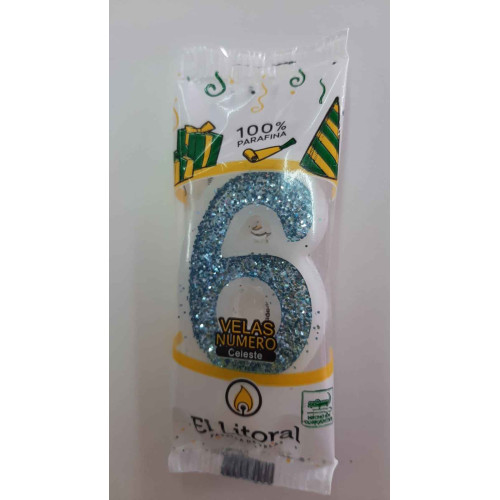 100%
PARAFINA
6
VELAS
NUMERO
Celeste
El Litoral